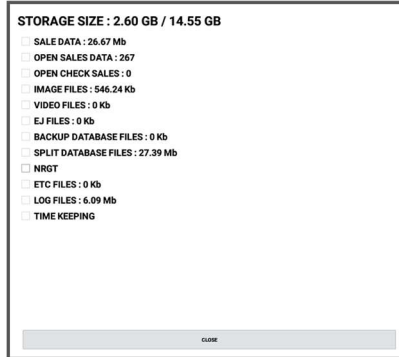 STORAGE SIZE : 2.60 GB / 14.55 GB
SALE DATA : 26.67 Mb
OPEN SALES DATA : 267
OPEN CHECK SALES : 0
IMAGE FILES : 546.24 Kb
VIDEO FILES : 0 Kb
EJ FILES : 0 Kb
BACKUP DATABASE FILES : 0 Kb
SPLIT DATABASE FILES : 27.39 Mb
NRGT
ETC FILES : 0 Kb
LOG FILES : 6.09 Mb
TIME KEEPING
CLOSE